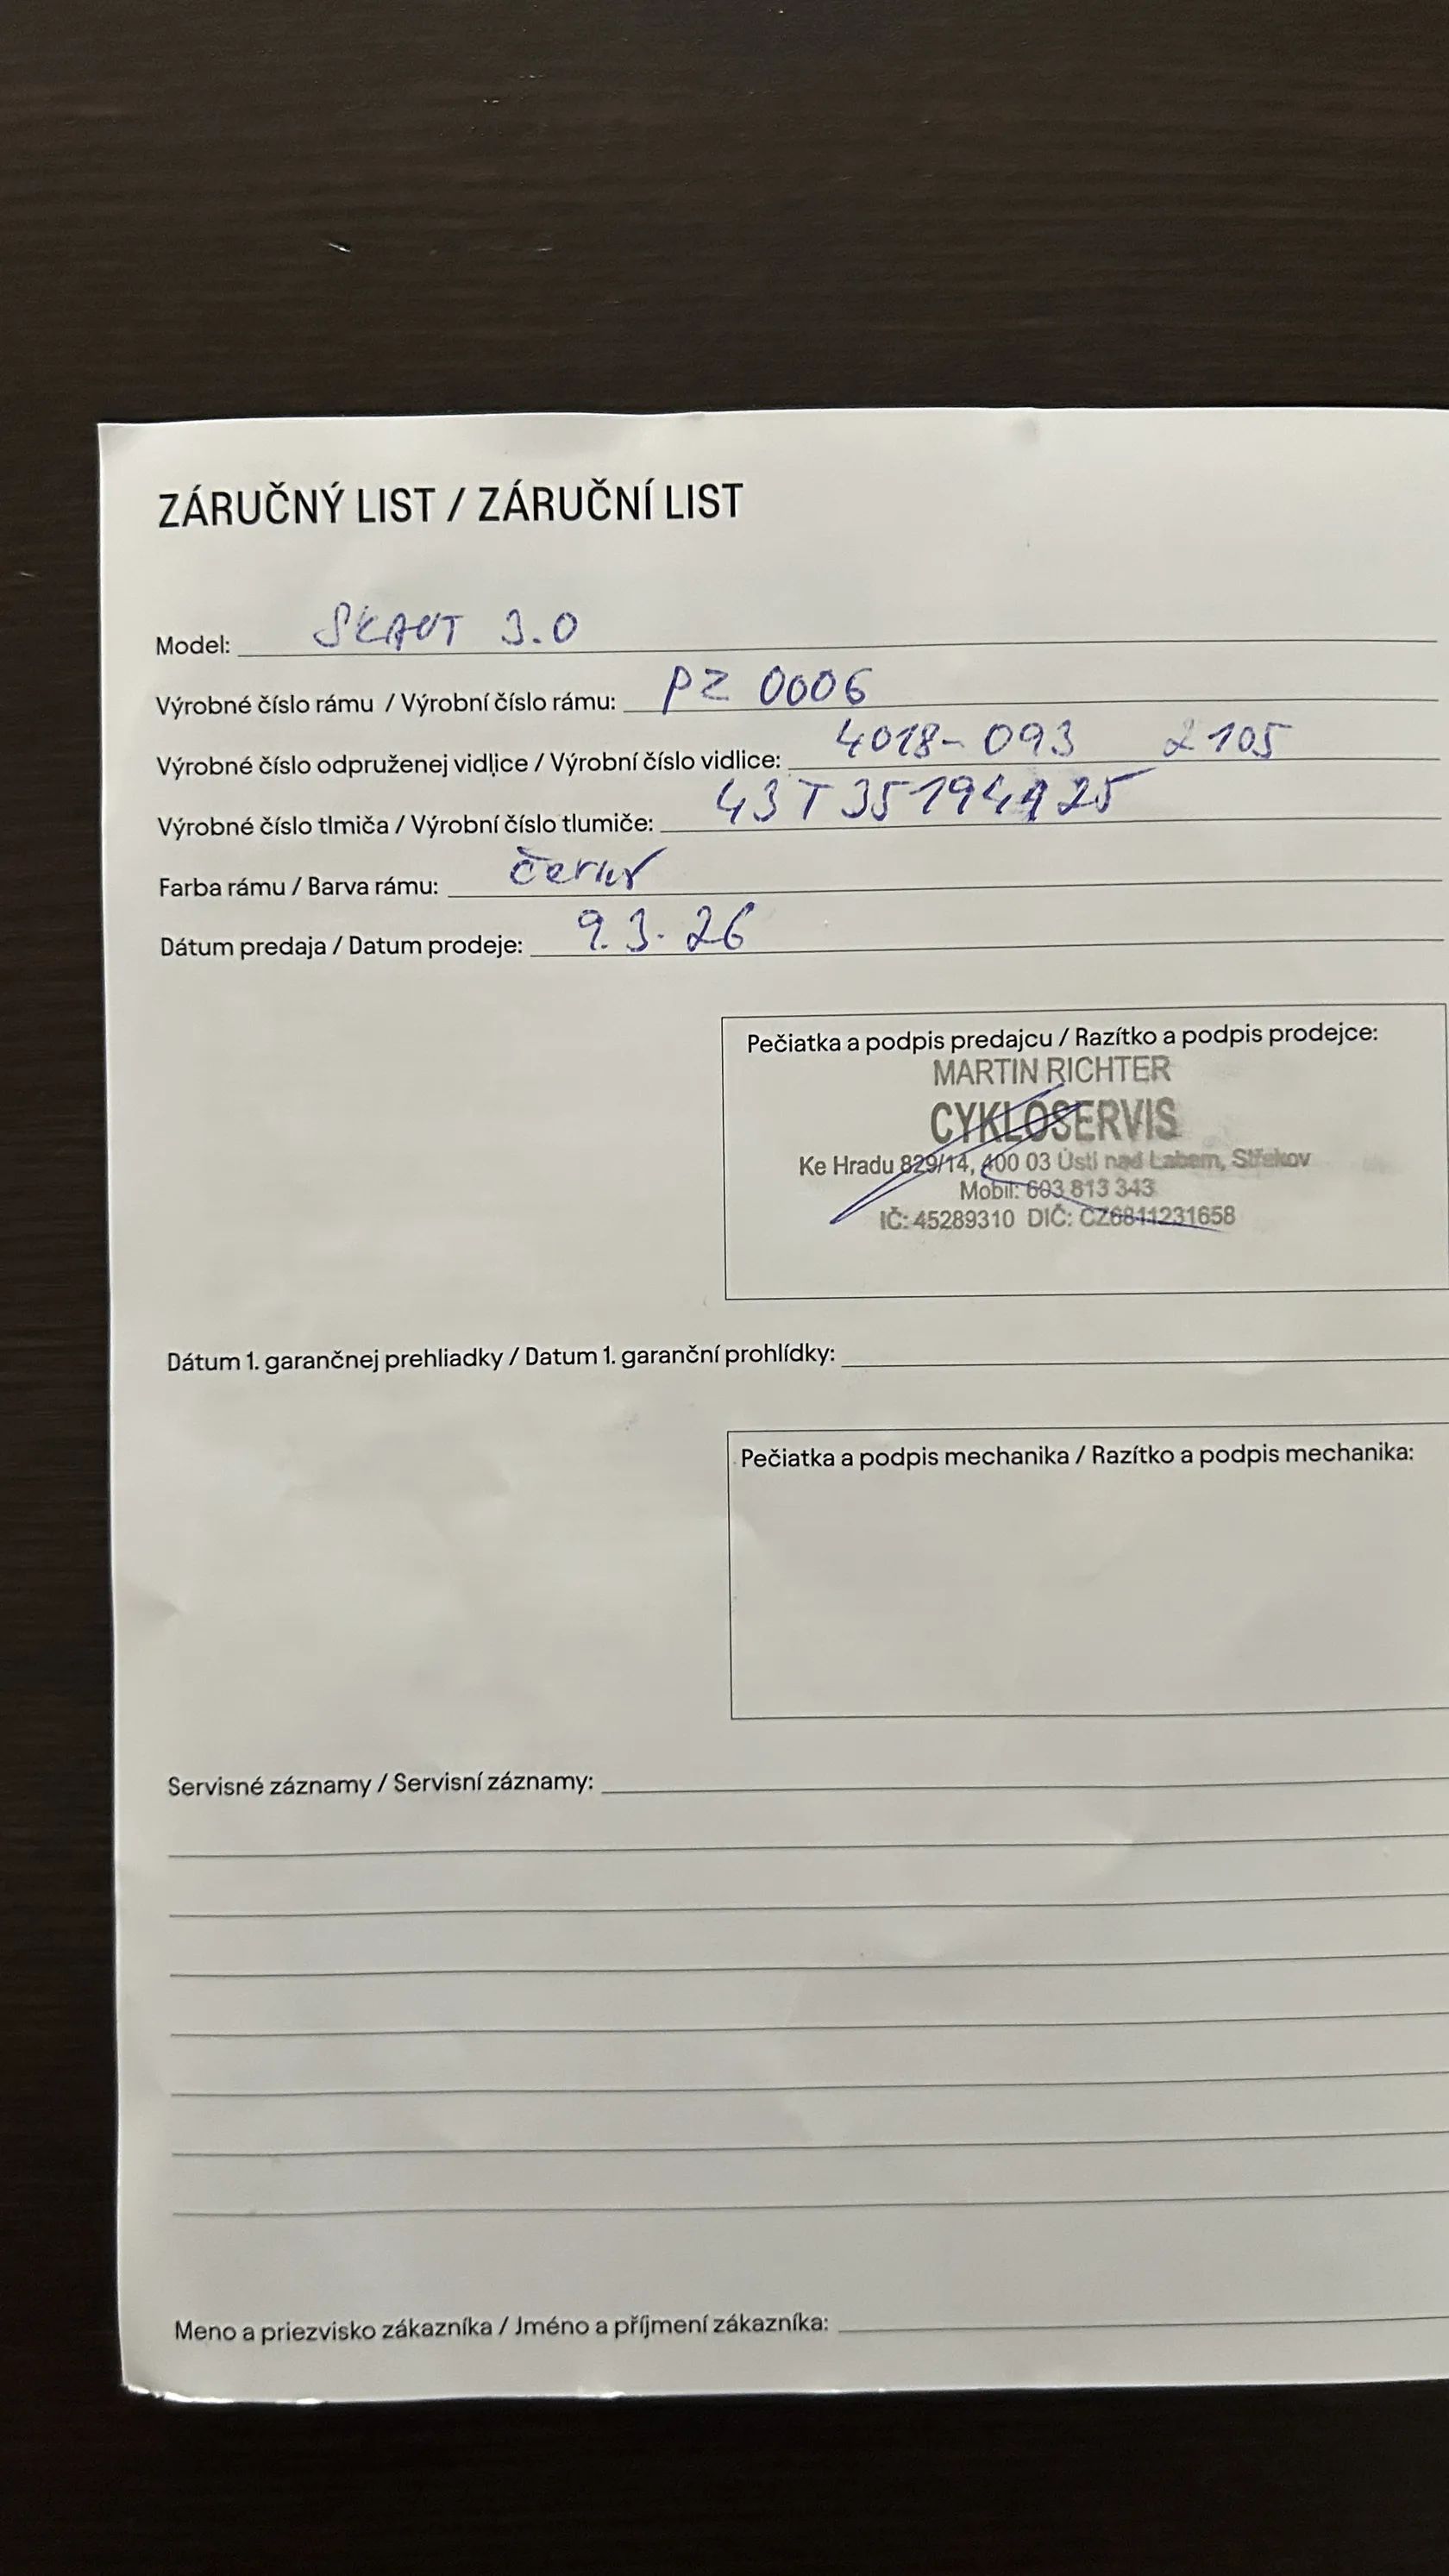 ZÁRUČNÝ LIST / ZÁRUČNÍ LIST
Model: SKAUT 3.0
Výrobné číslo rámu / Výrobní číslo rámu: PZ 0006
Výrobné číslo odpruženej vidlice / Výrobní číslo vidlice: 4018-093 2105
Výrobné číslo tlmiča / Výrobní číslo tlumiče: 43T35194125
Farba rámu / Barva rámu: černý
Dátum predaja / Datum prodeje: 9.3.26
Pečiatka a podpis predajcu / Razítko a podpis prodejce:
MARTIN RICHTER
CYKLOSERVIS
Ke Hradu 829/14, 400 03 Ústí nad Labem, Střekov
Mobil: 603 813 343
IČ: 45289310 DIČ: CZ6811231658
Dátum 1. garančnej prehliadky / Datum 1. garanční prohlídky:
Pečiatka a podpis mechanika / Razítko a podpis mechanika:
Servisné záznamy / Servisní záznamy:
Meno a priezvisko zákazníka / Jméno a příjmení zákazníka: